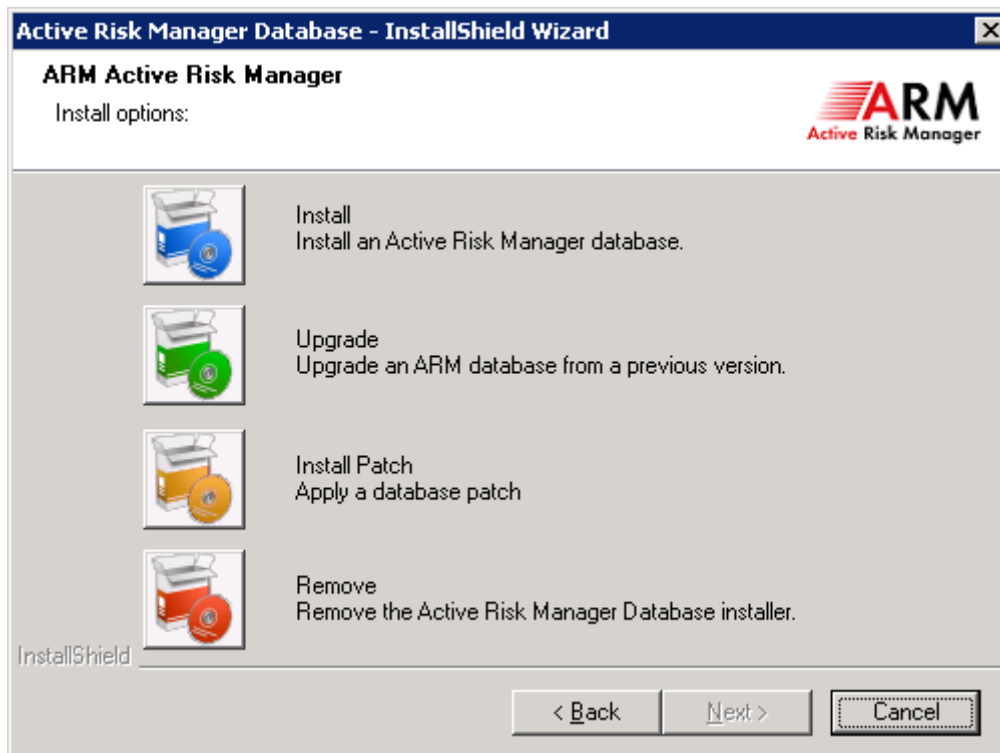 Active Risk Manager Database - InstallShield Wizard
ARM Active Risk Manager
Install options:
ARM
Active Risk Manager
Install
Install an Active Risk Manager database.
Upgrade
Upgrade an ARM database from a previous version.
Install Patch
Apply a database patch
Remove
Remove the Active Risk Manager Database installer.
InstallShield
< Back
Next >
Cancel